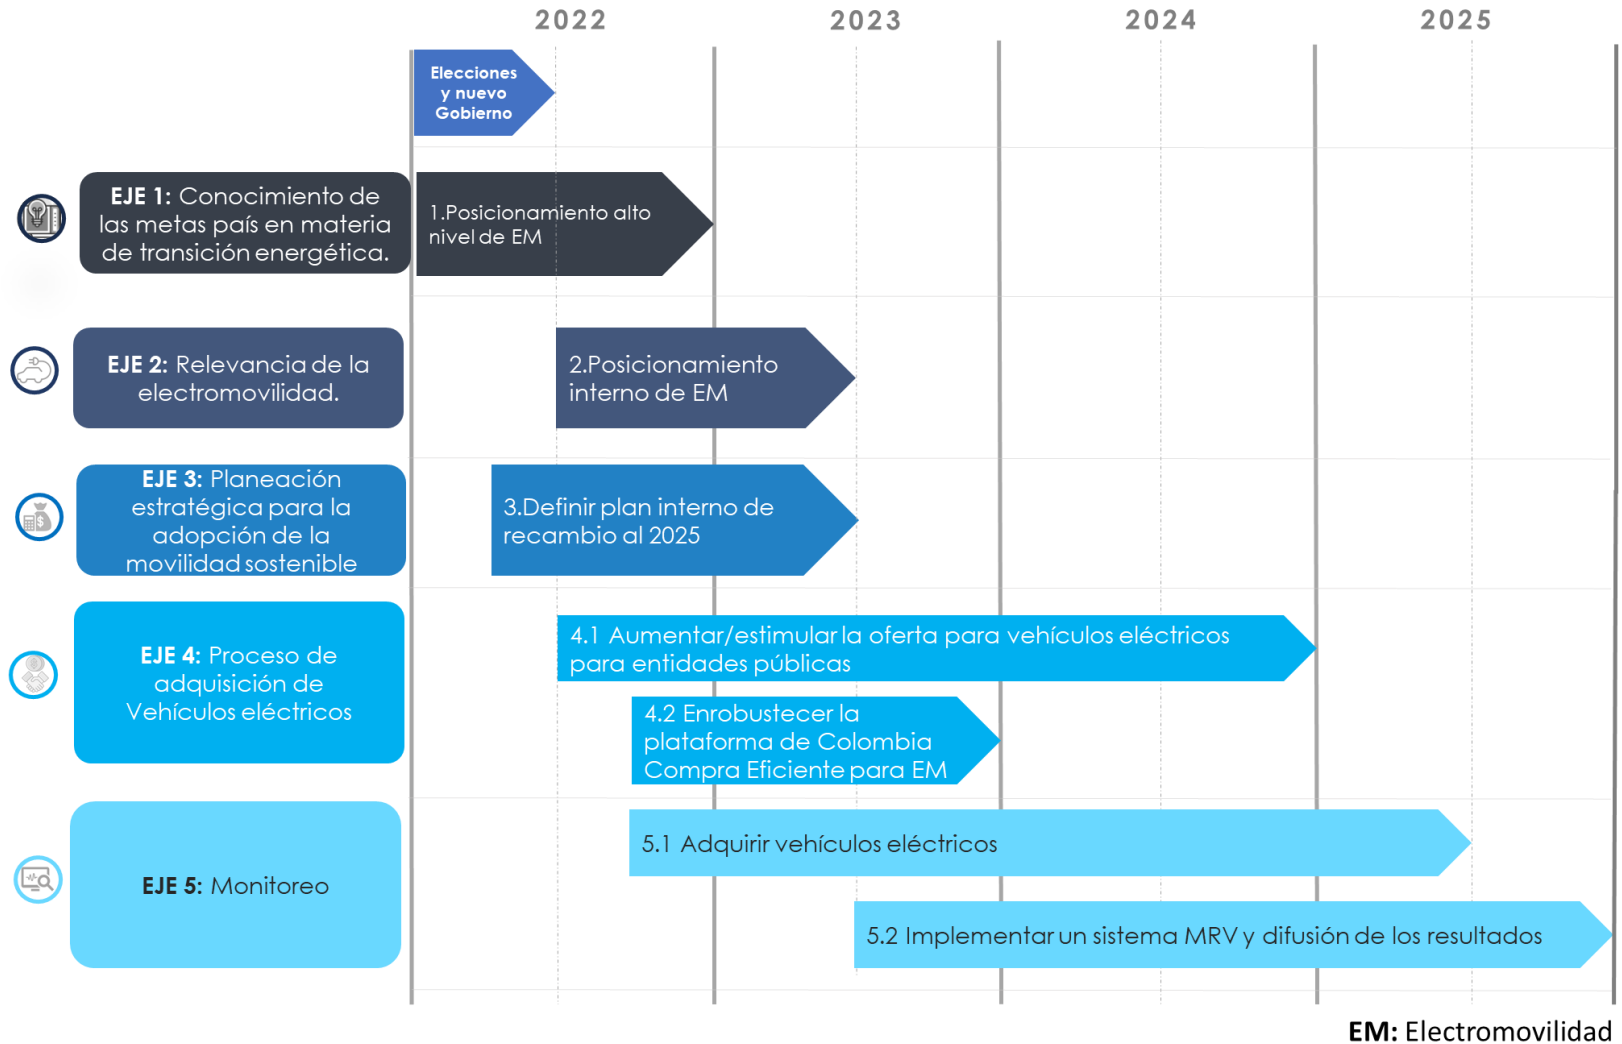 2022 2023 2024 2025
Elecciones
y nuevo
Gobierno
EJE 1: Conocimiento de
las metas país en materia
de transición energética.
1.Posicionamiento alto
nivel de EM
EJE 2: Relevancia de la
electromovilidad.
2.Posicionamiento
interno de EM
EJE 3: Planeación
estratégica para la
adopción de la
movilidad sostenible
3.Definir plan interno de
recambio al 2025
EJE 4: Proceso de
adquisición de
Vehículos eléctricos
4.1 Aumentar/estimular la oferta para vehículos eléctricos
para entidades públicas
4.2 Enrobustecer la
plataforma de Colombia
Compra Eficiente para EM
EJE 5: Monitoreo
5.1 Adquirir vehículos eléctricos
5.2 Implementar un sistema MRV y difusión de los resultados
EM: Electromovilidad